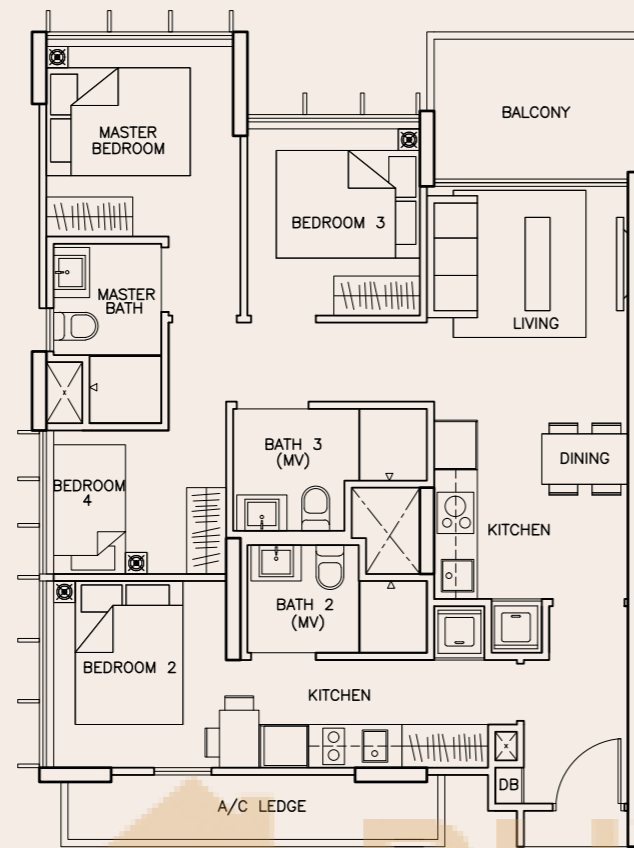 BALCONY
MASTER
BEDROOM
BEDROOM 3
MASTER
BATH
LIVING
BATH 3
(MV)
DINING
BEDROOM
4
KITCHEN
BATH 2
(MV)
BEDROOM 2
KITCHEN
DB
A/C LEDGE